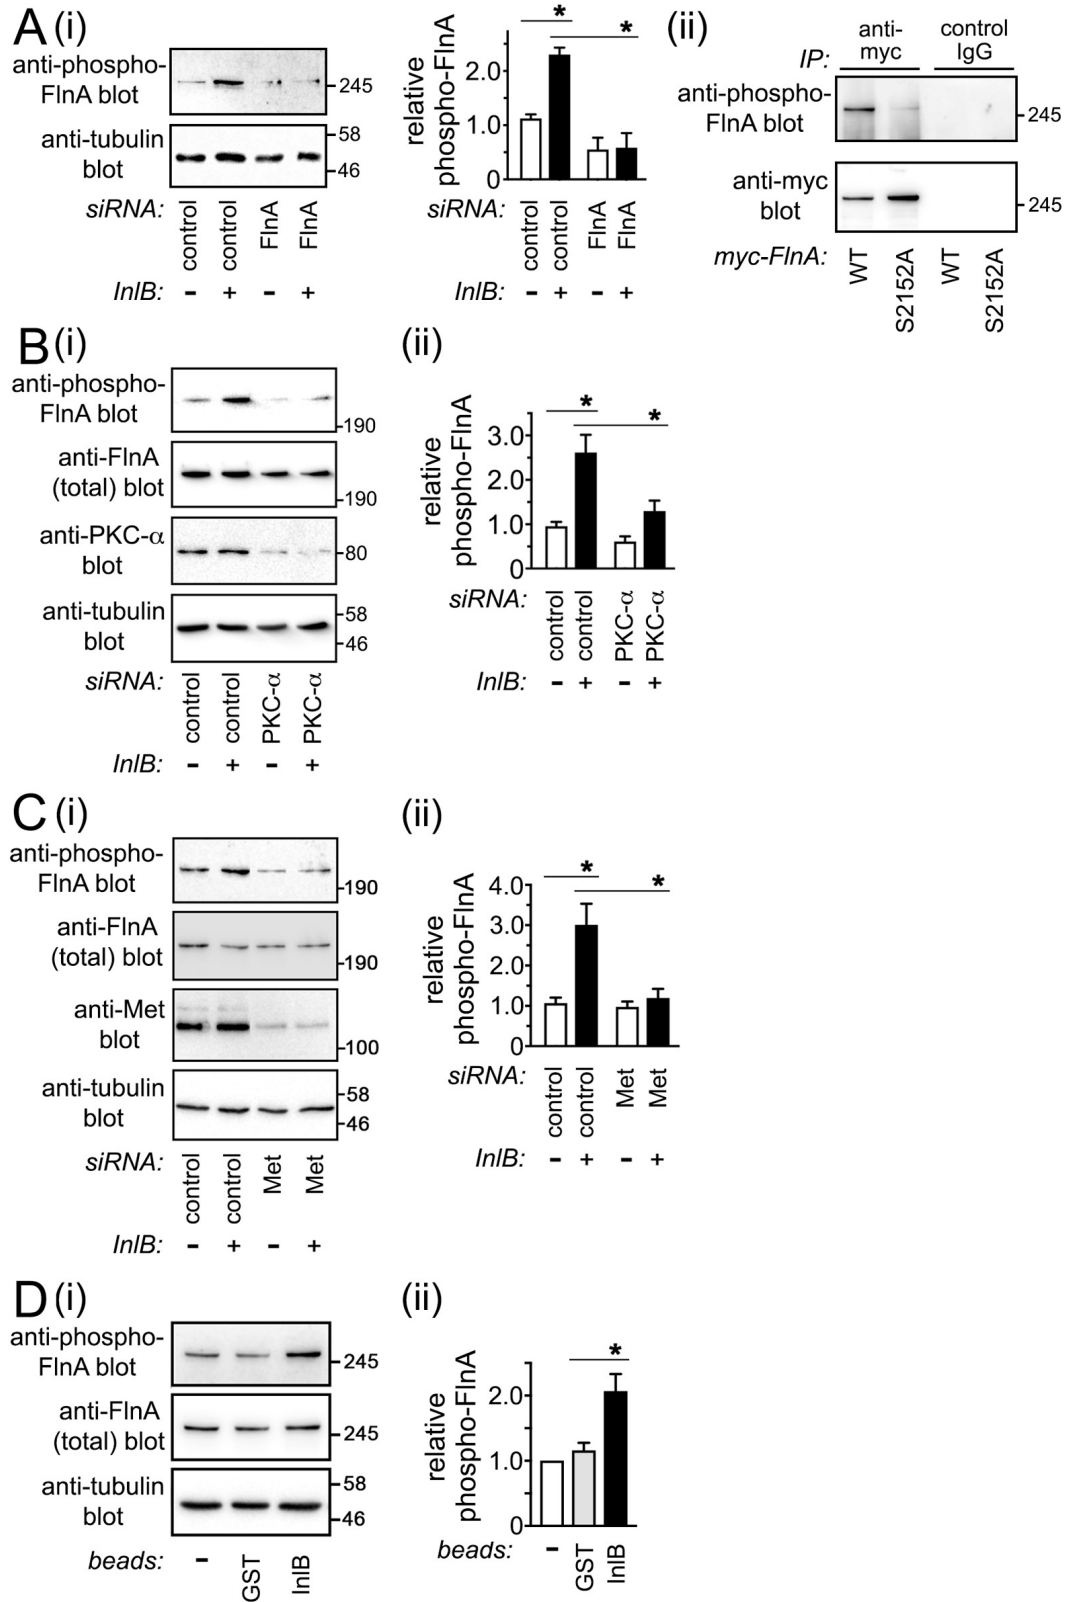 A (i)
anti-phospho-
FlnA blot
245
anti-tubulin
blot
58
46
siRNA: control control FlnA FlnA
InlB: - + - +
relative
phospho-FlnA
* *
2.0
1.0
0
siRNA: control control FlnA FlnA
InlB: - + - +
(ii)
IP: anti-myc control IgG
anti-phospho-
FlnA blot
245
anti-myc
blot
245
myc-FlnA: WT S2152A WT S2152A
B (i)
anti-phospho-
FlnA blot
190
anti-FlnA
(total) blot
190
anti-PKC-α
blot
80
anti-tubulin
blot
58
46
siRNA: control control PKC-α PKC-α
InlB: - + - +
(ii)
relative
phospho-FlnA
* *
3.0
2.0
1.0
0
siRNA: control control PKC-α PKC-α
InlB: - + - +
C (i)
anti-phospho-
FlnA blot
190
anti-FlnA
(total) blot
190
anti-Met
blot
100
anti-tubulin
blot
58
46
siRNA: control control Met Met
InlB: - + - +
(ii)
relative
phospho-FlnA
* *
4.0
3.0
2.0
1.0
0
siRNA: control control Met Met
InlB: - + - +
D (i)
anti-phospho-
FlnA blot
245
anti-FlnA
(total) blot
245
anti-tubulin
blot
58
46
beads: - GST InlB
(ii)
relative
phospho-FlnA
*
2.0
1.0
0
beads: - GST InlB